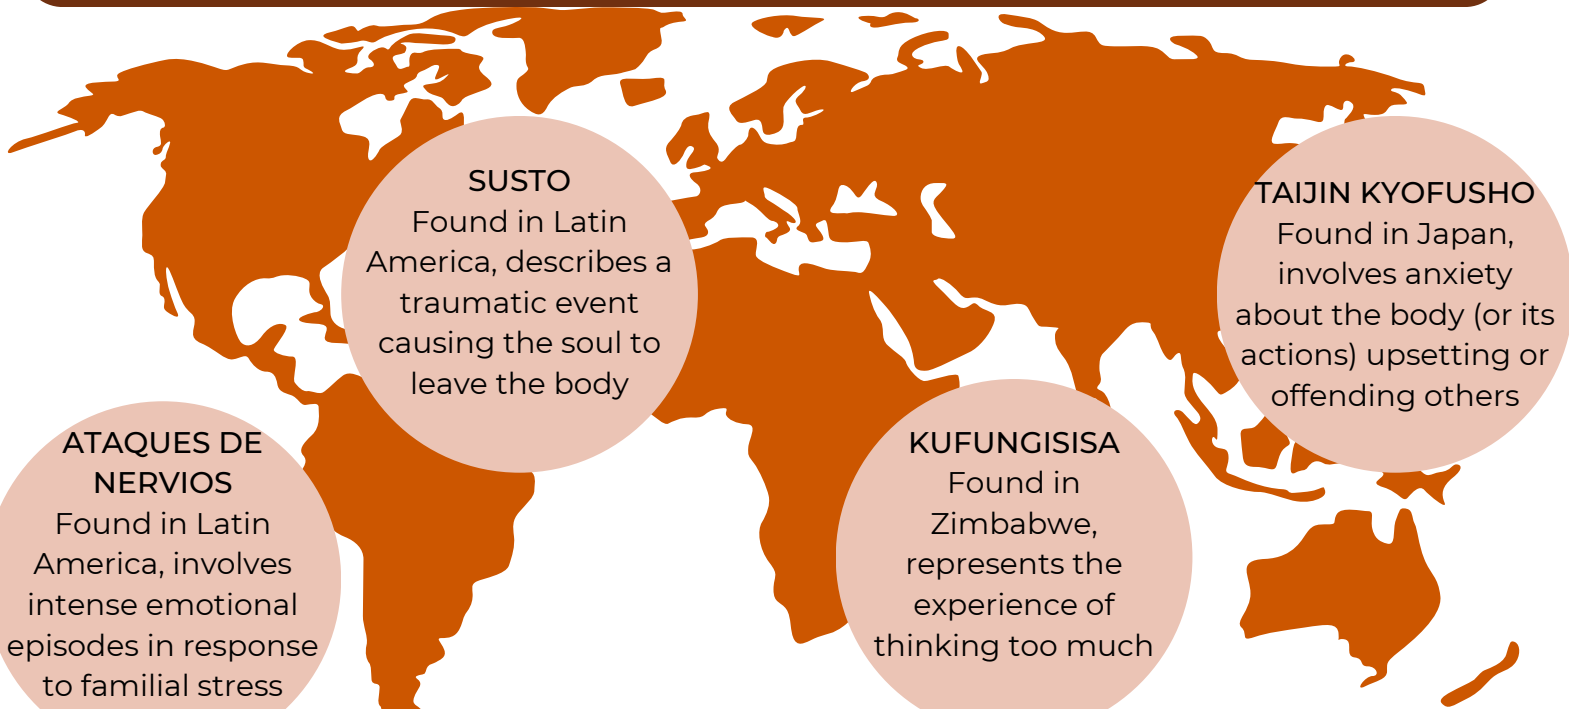 SUSTO
Found in Latin
America, describes a
traumatic event
causing the soul to
leave the body
TAIJIN KYOFUSHO
Found in Japan,
involves anxiety
about the body (or its
actions) upsetting or
offending others
ATAQUES DE
NERVIOS
Found in Latin
America, involves
intense emotional
episodes in response
to familial stress
KUFUNGISISA
Found in
Zimbabwe,
represents the
experience of
thinking too much